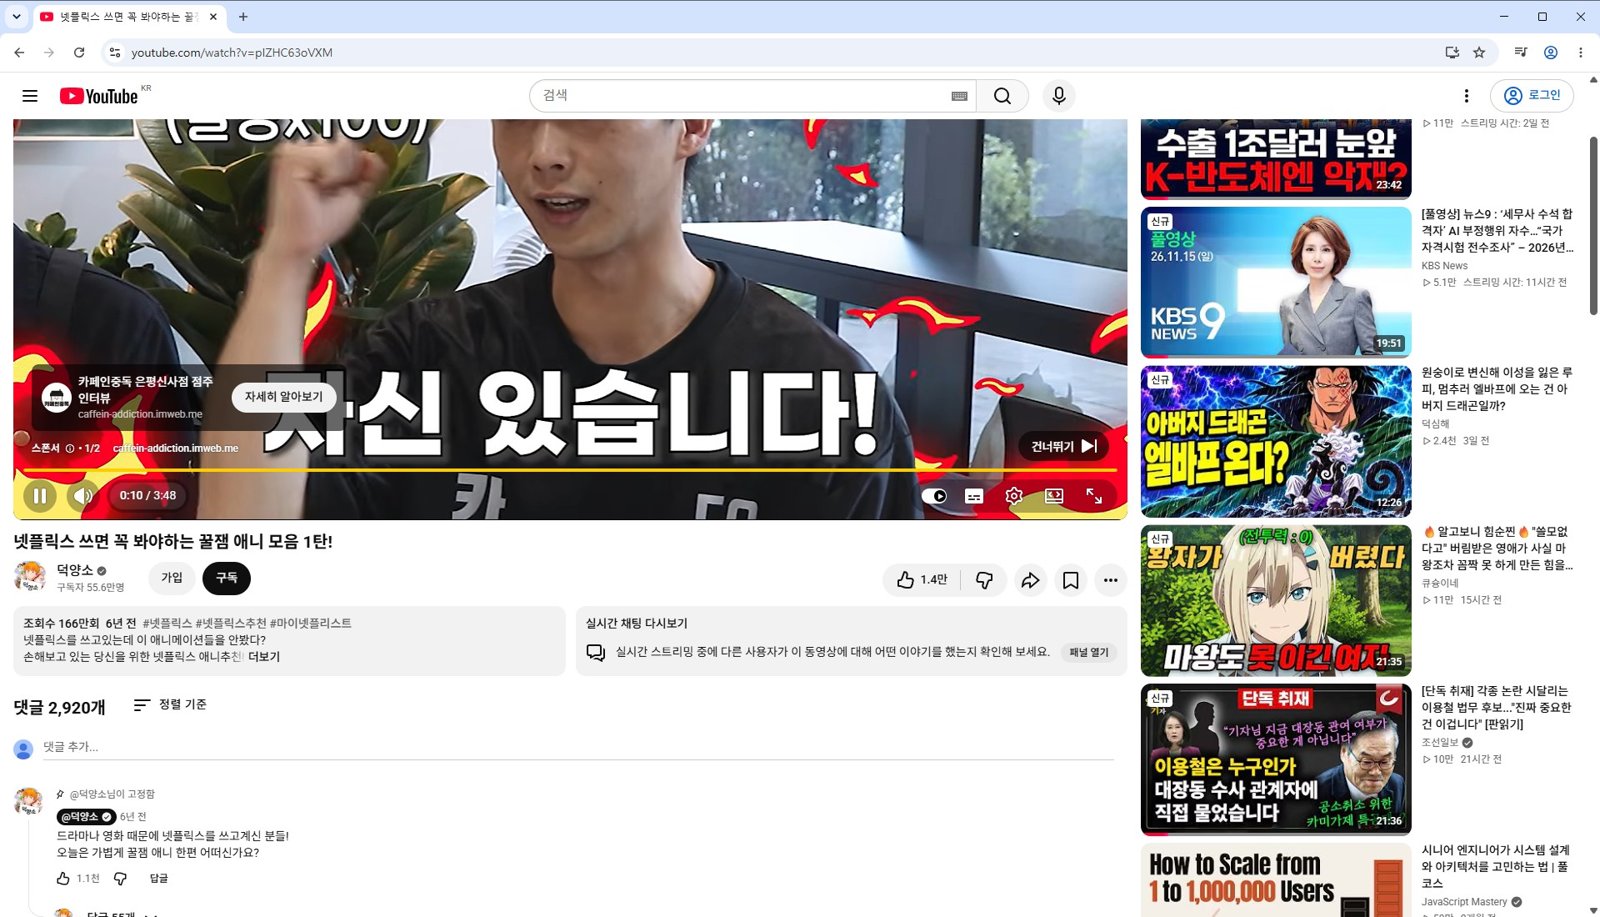 넷플릭스 쓰면 꼭 봐야하는 꿀
youtube.com/watch?v=pIZHC63oVXM
YouTube KR
검색
로그인
자신 있습니다!
카페인중독 은평신사점 점주
인터뷰
caffein-addiction.imweb.me
자세히 알아보기
스폰서 · 1/2 caffein-addiction.imweb.me
건너뛰기
0:10 / 3:48
넷플릭스 쓰면 꼭 봐야하는 꿀잼 애니 모음 1탄!
덕양소
구독자 55.6만명
가입
구독
1.4만
조회수 166만회 6년 전 #넷플릭스 #넷플릭스추천 #마이넷플리스트
넷플릭스를 쓰고있는데 이 애니메이션들을 안봤다?
손해보고 있는 당신을 위한 넷플릭스 애니추천! 더보기
실시간 채팅 다시보기
실시간 스트리밍 중에 다른 사용자가 이 동영상에 대해 어떤 이야기를 했는지 확인해 보세요.
패널 열기
댓글 2,920개
정렬 기준
댓글 추가...
@덕양소님이 고정함
@덕양소 6년 전
드라마나 영화 때문에 넷플릭스를 쓰고계신 분들!
오늘은 가볍게 꿀잼 애니 한편 어떠신가요?
1.1천
답글
답글 55개
수출 1조달러 눈앞
K-반도체엔 악재?
23:42
11만 스트리밍 시간: 2일 전
신규
풀영상
26.11.15 (일)
KBS
NEWS 9
19:51
[풀영상] 뉴스9 : ‘세무사 수석 합
격자’ AI 부정행위 자수…“국가
자격시험 전수조사” – 2026년...
KBS News
5.1만 스트리밍 시간: 11시간 전
신규
아버지 드래곤
엘바프 온다?
12:26
원숭이로 변신해 이성을 잃은 루
피, 멈추러 엘바프에 오는 건 아
버지 드래곤일까?
덕심해
2.4천 3일 전
신규
(전투력 : 0)
왕자가 버렸다
마왕도 못 이긴 여자
21:35
🔥 알고보니 힘순찐🔥 "쓸모없
다고" 버림받은 영애가 사실 마
왕조차 꼼짝 못 하게 만든 힘을...
큐슝이네
11만 15시간 전
신규
단독 취재
기자
“기자님 지금 대장동 관여 여부가
중요한 게 아닙니다”
이용철은 누구인가
대장동 수사 관계자에
직접 물었습니다
공소취소 위한
21:36
[단독 취재] 각종 논란 시달리는
이용철 법무 후보..."진짜 중요한
건 이겁니다" [판읽기]
조선일보
10만 21시간 전
How to Scale from
1 to 1,000,000 Users
시니어 엔지니어가 시스템 설계
와 아키텍처를 고민하는 법 | 풀
코스
JavaScript Mastery